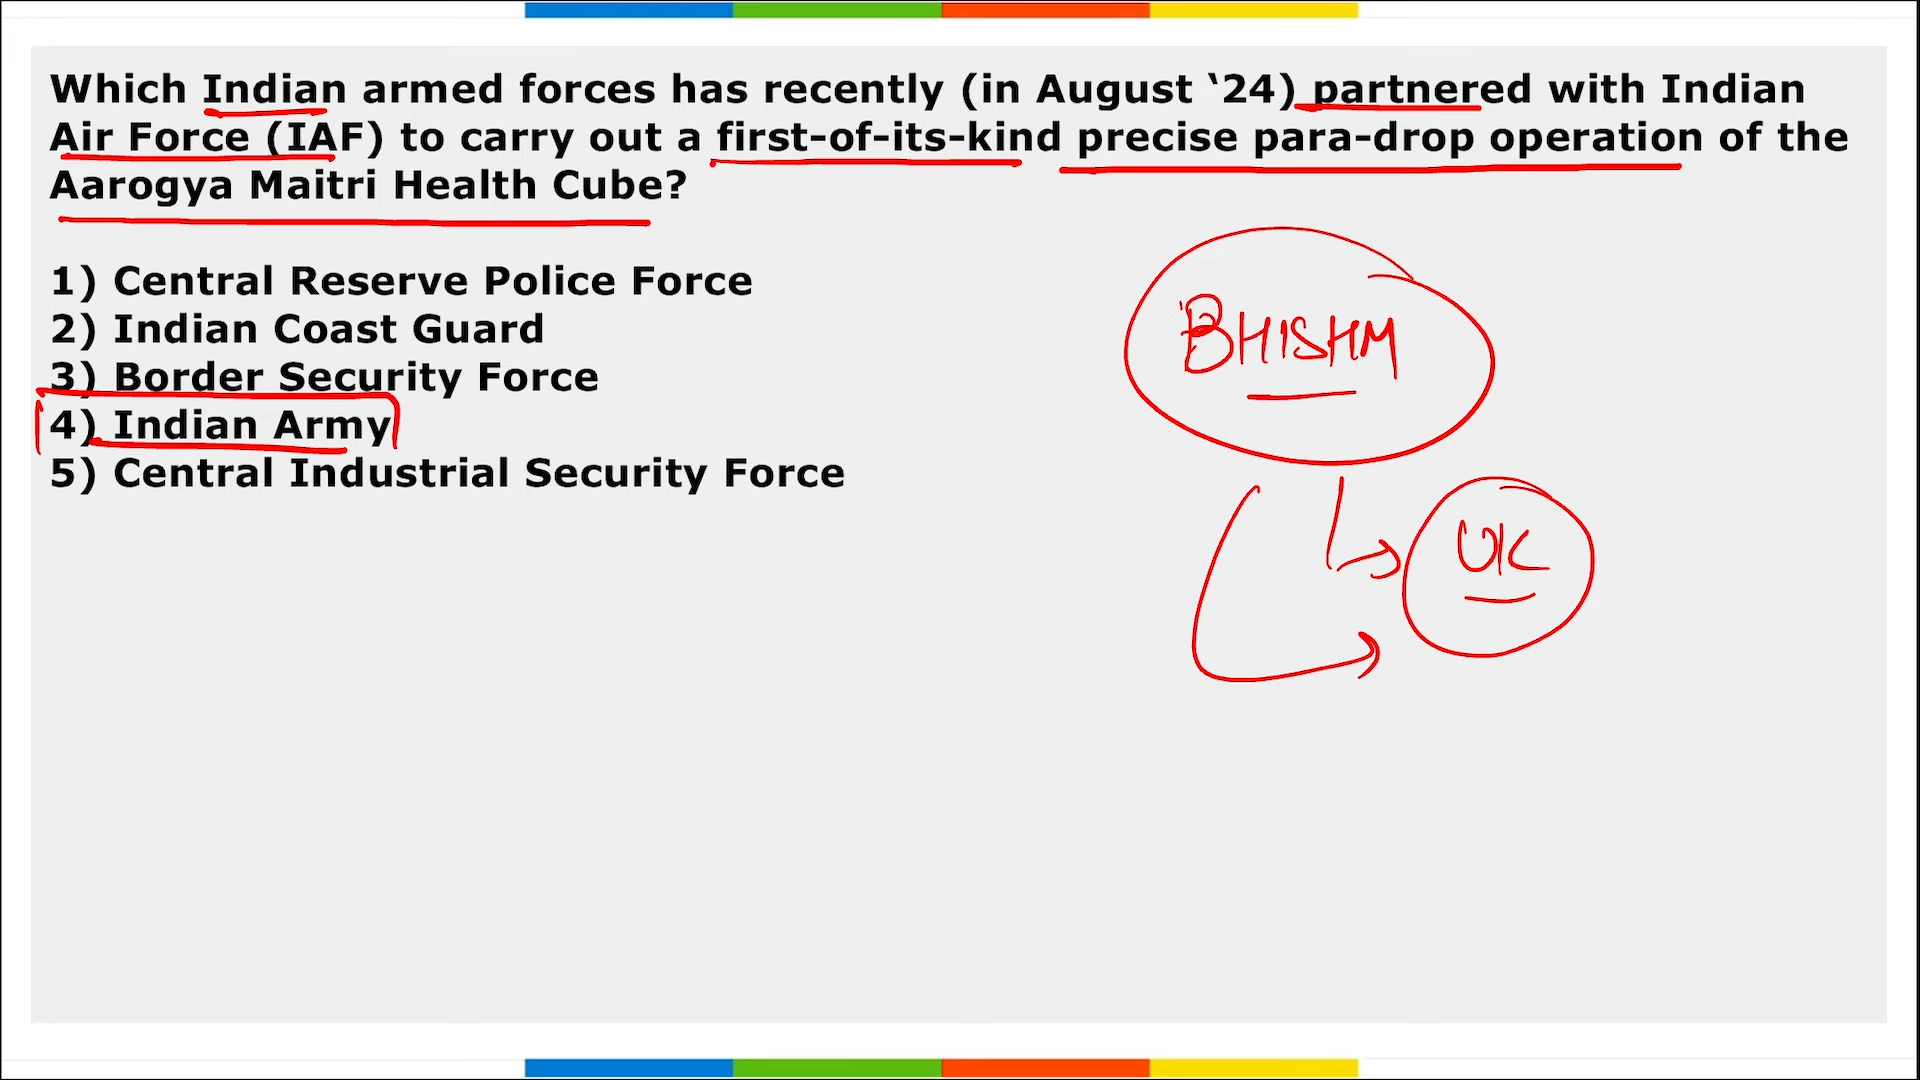 Which Indian armed forces has recently (in August ‘24) partnered with Indian
Air Force (IAF) to carry out a first-of-its-kind precise para-drop operation of the
Aarogya Maitri Health Cube?
1) Central Reserve Police Force
2) Indian Coast Guard
3) Border Security Force
4) Indian Army
5) Central Industrial Security Force
BHISHM
UK